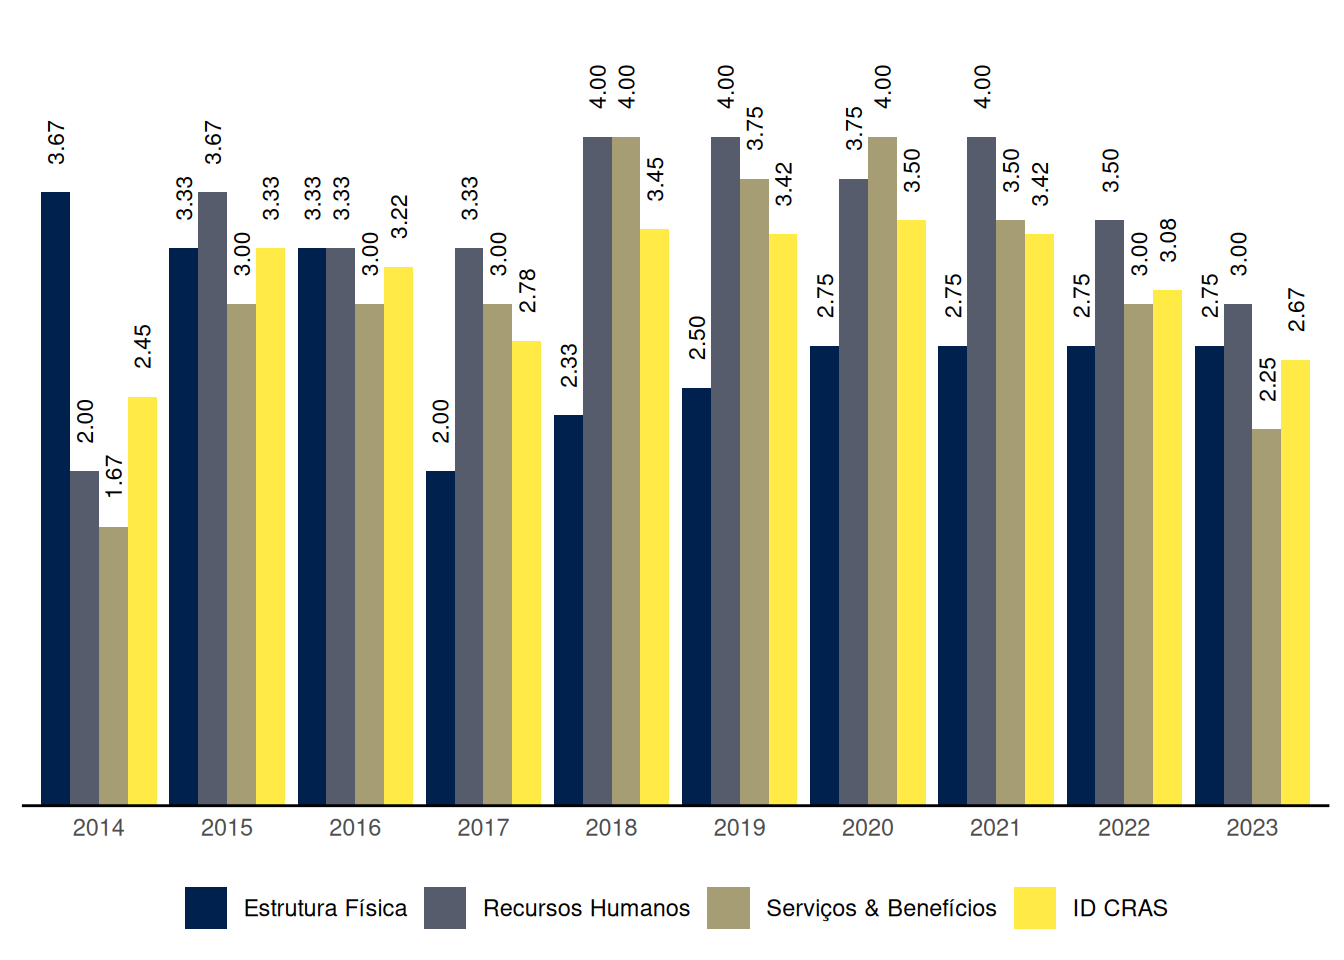 3.67 2.00 1.67 2.45
3.33 3.67 3.00 3.33
3.33 3.33 3.00 3.22
2.00 3.33 3.00 2.78
2.33 4.00 4.00 3.45
2.50 4.00 3.75 3.42
2.75 3.75 4.00 3.50
2.75 4.00 3.50 3.42
2.75 3.50 3.00 3.08
2.75 3.00 2.25 2.67
2014 2015 2016 2017 2018 2019 2020 2021 2022 2023
Estrutura Física Recursos Humanos Serviços & Benefícios ID CRAS